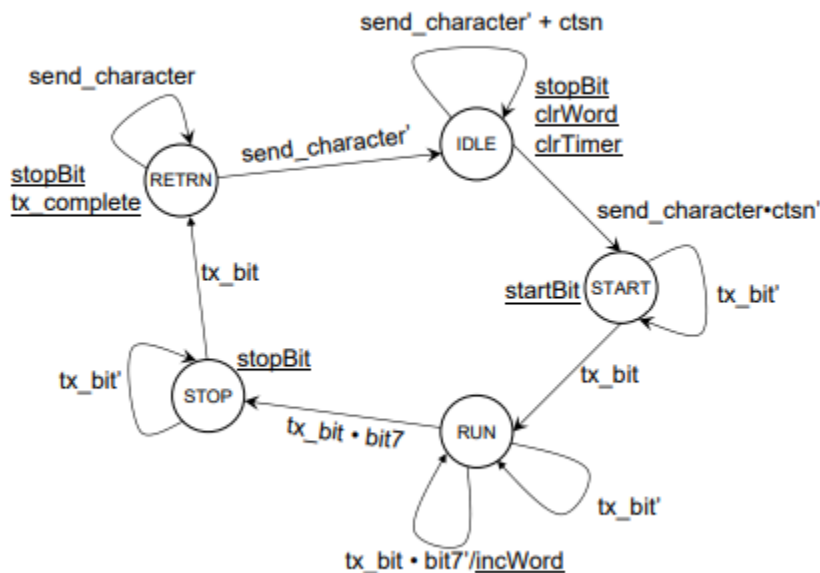 send_character' + ctsn
send_character
stopBit
clrWord
clrTimer
IDLE
send_character'
RETRN
stopBit
tx_complete
send_character•ctsn'
tx_bit
startBit
START
tx_bit'
stopBit
tx_bit'
STOP
tx_bit
tx_bit • bit7
RUN
tx_bit'
tx_bit • bit7'/incWord